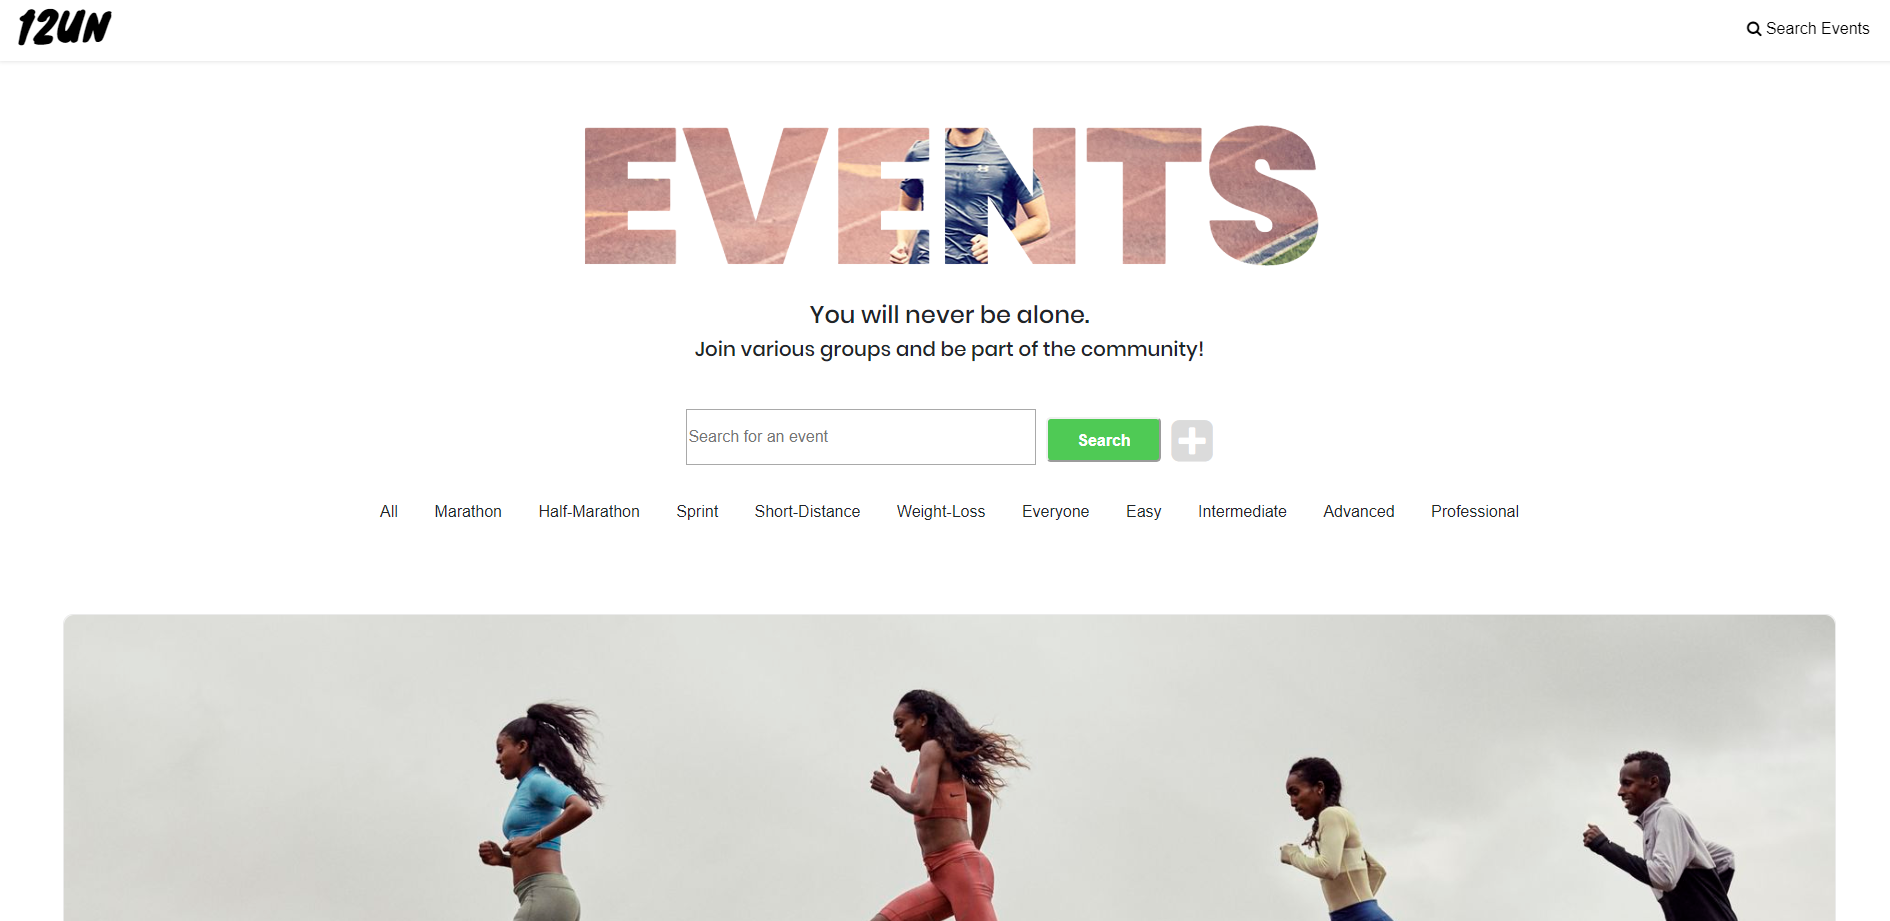 12UN
Search Events
EVENTS
You will never be alone.
Join various groups and be part of the community!
Search for an event
Search
All Marathon Half-Marathon Sprint Short-Distance Weight-Loss Everyone Easy Intermediate Advanced Professional